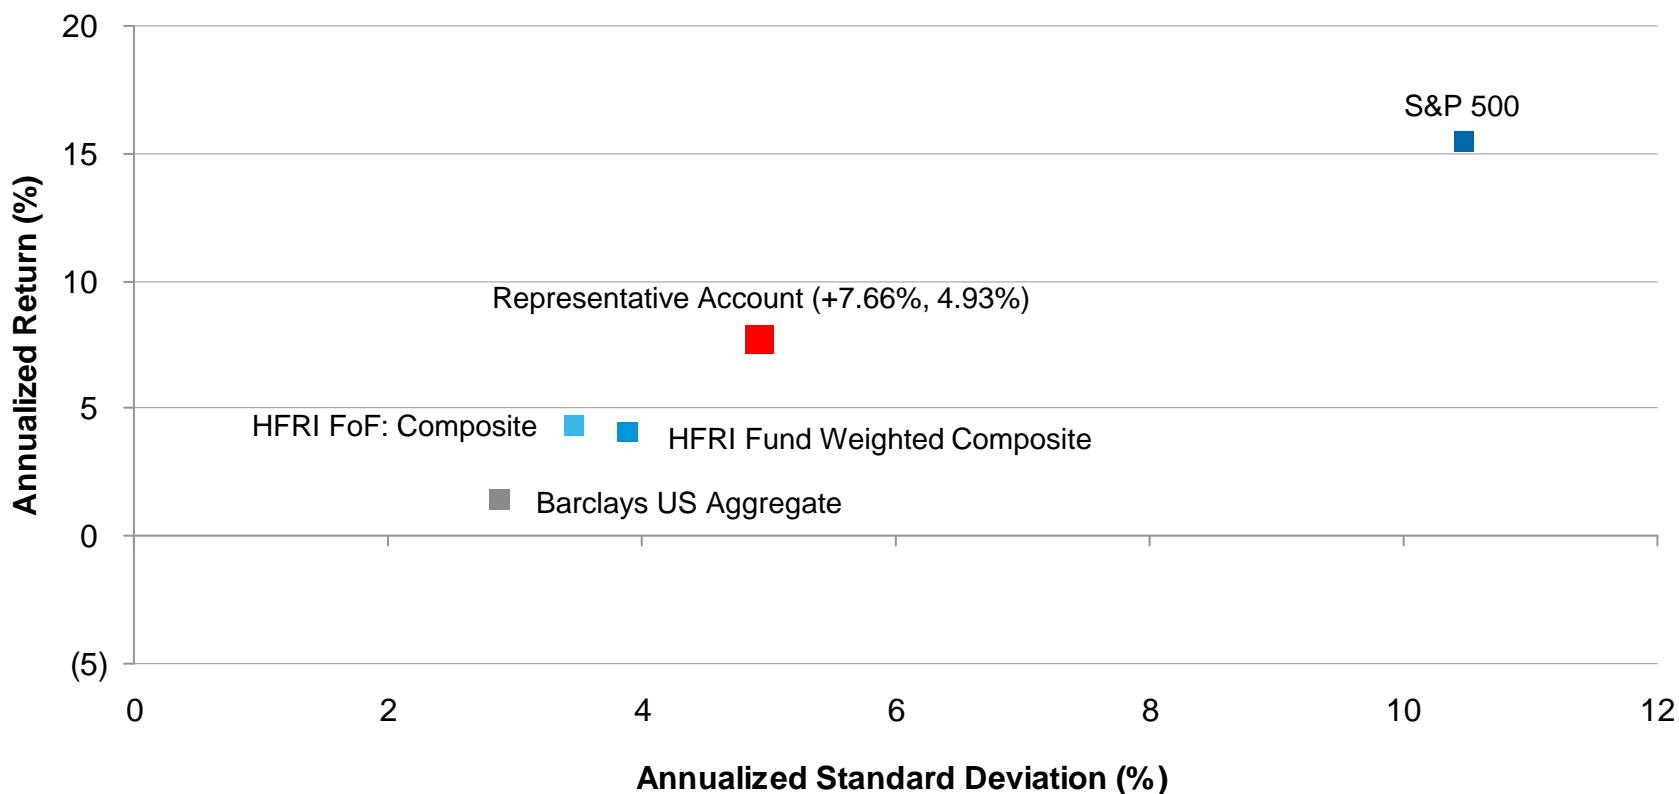 20
S&P 500
15
10
Representative Account (+7.66%, 4.93%)
5
HFRI FoF: Composite
HFRI Fund Weighted Composite
Barclays US Aggregate
0
(5)
0 2 4 6 8 10 12
Annualized Return (%)
Annualized Standard Deviation (%)